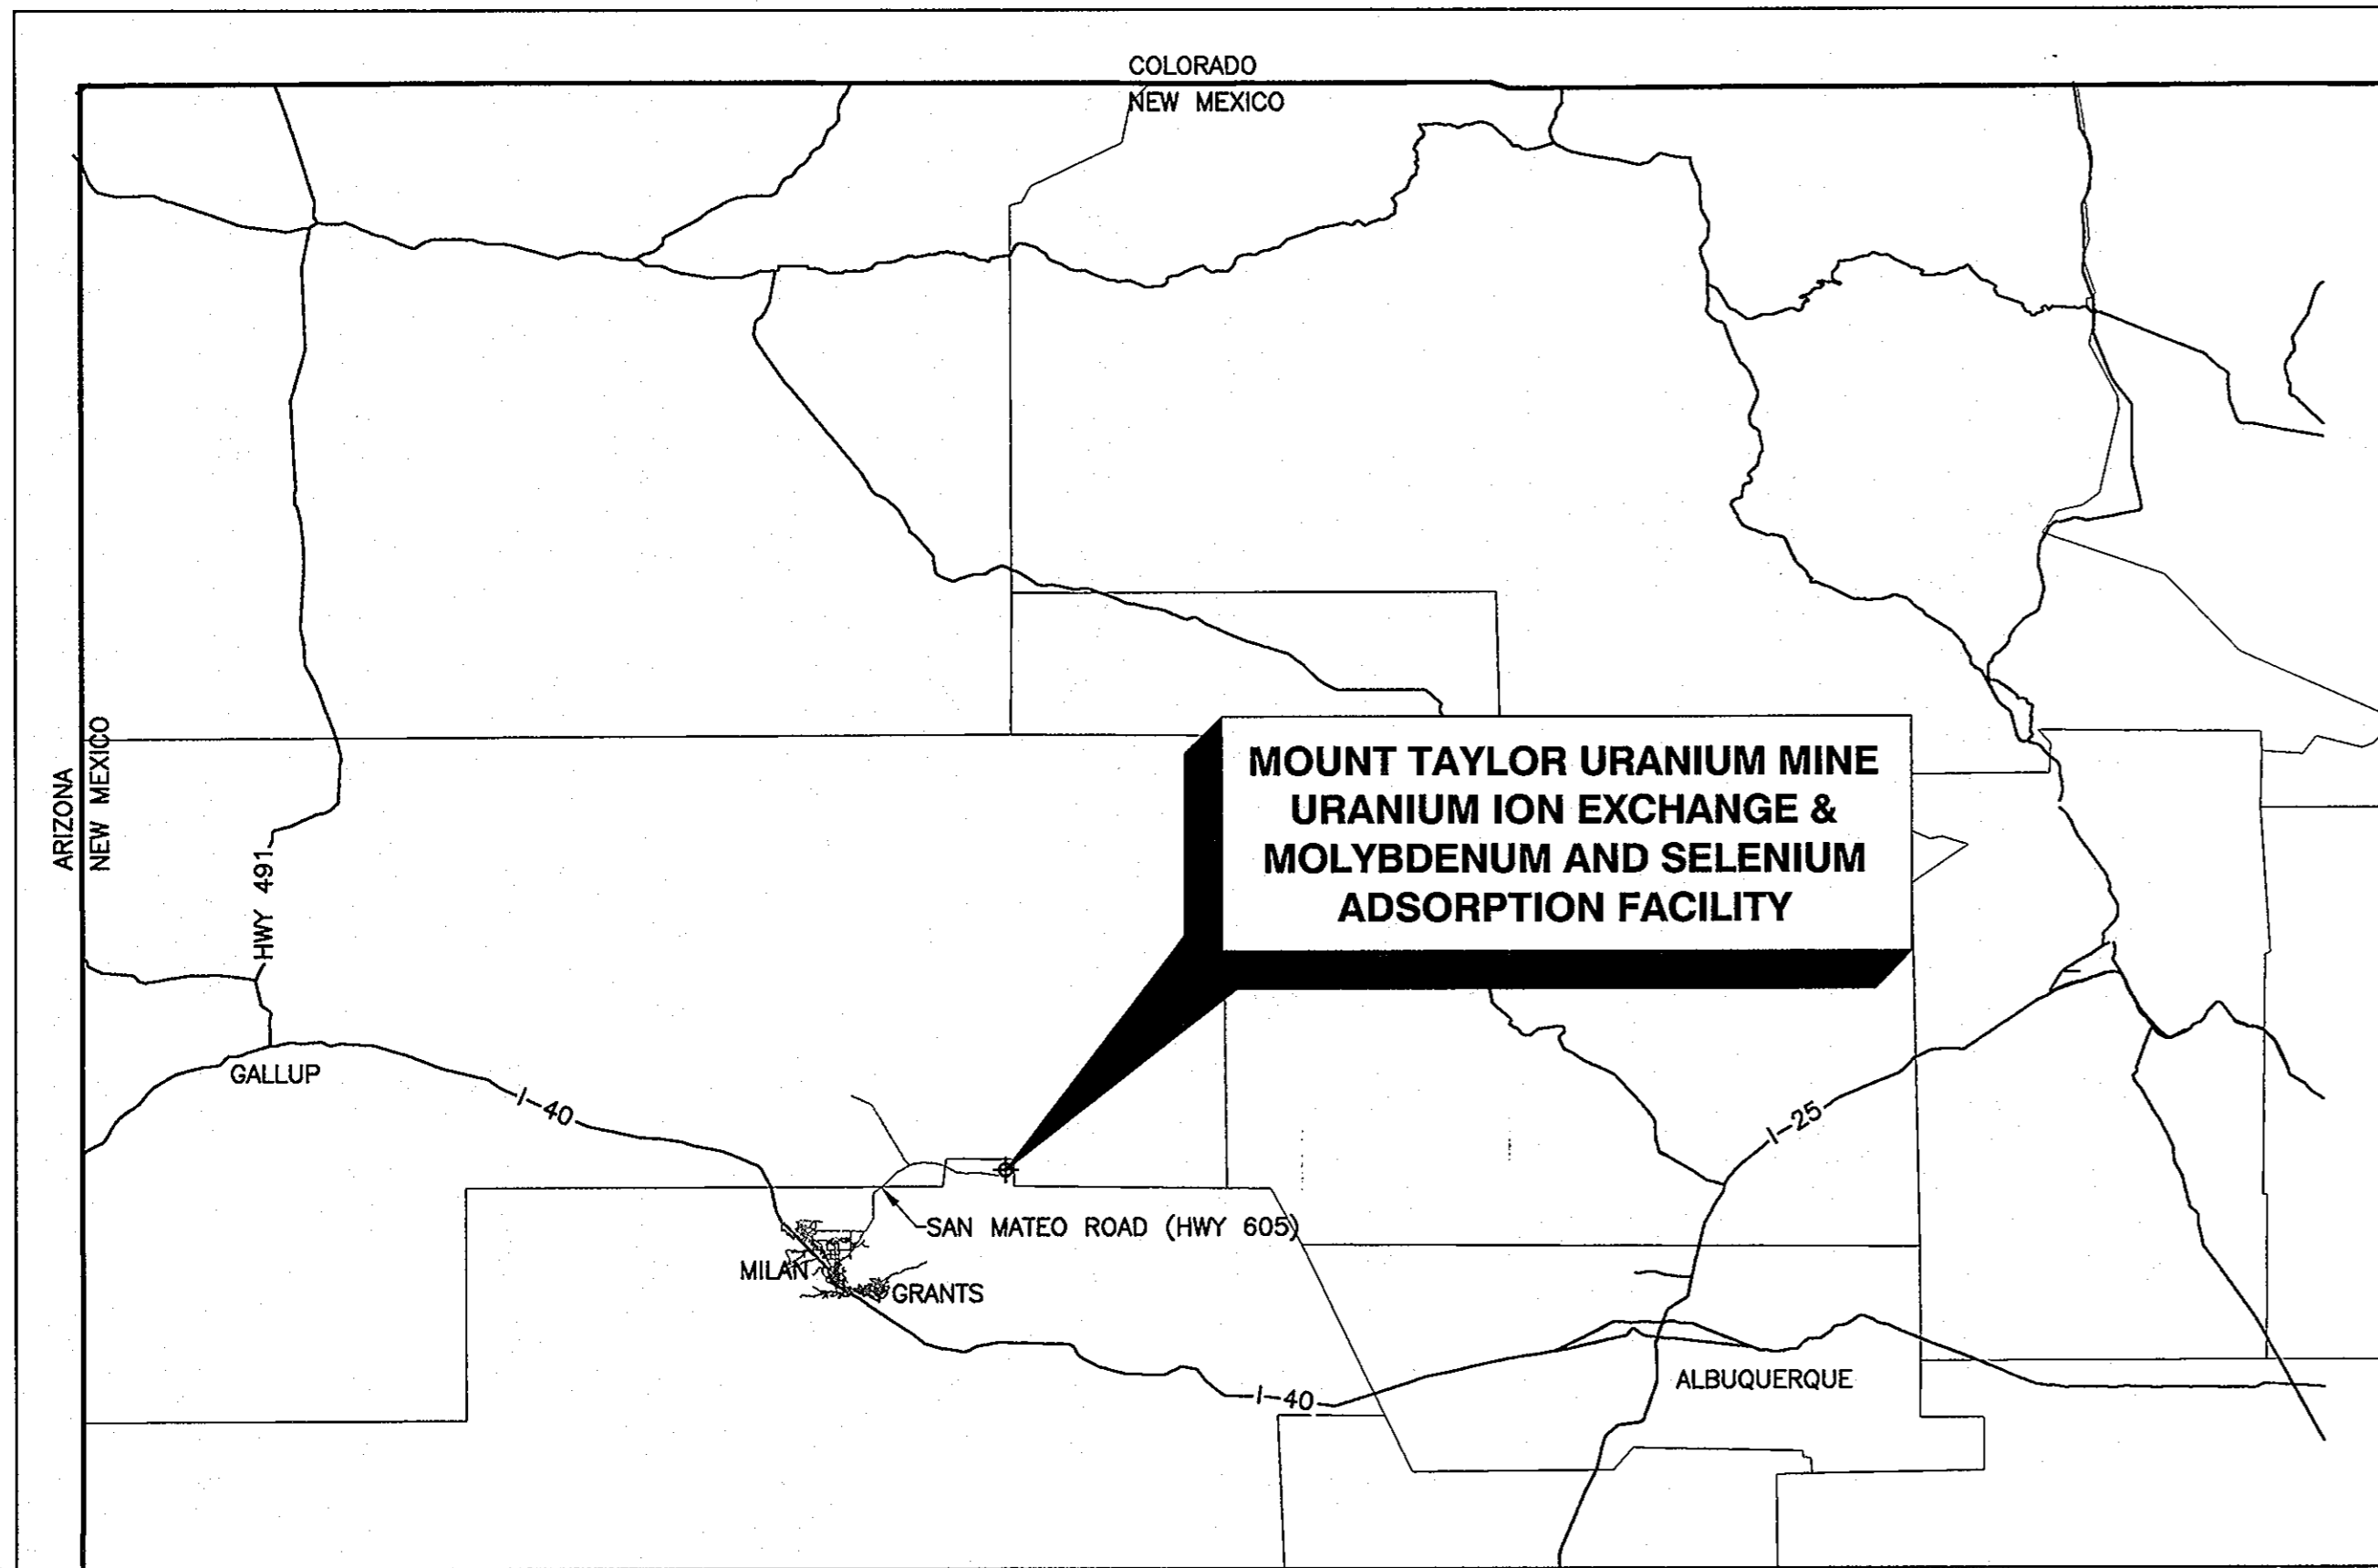 COLORADO
NEW MEXICO
ARIZONA
NEW MEXICO
MOUNT TAYLOR URANIUM MINE
URANIUM ION EXCHANGE &
MOLYBDENUM AND SELENIUM
ADSORPTION FACILITY
HWY 491
GALLUP
I-40
I-25
SAN MATEO ROAD (HWY 605)
MILAN
GRANTS
I-40
ALBUQUERQUE